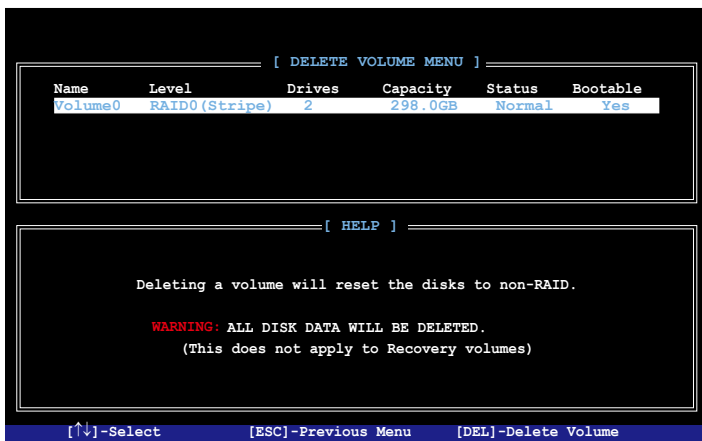 [ DELETE VOLUME MENU ]
Name Level Drives Capacity Status Bootable
Volume0 RAID0(Stripe) 2 298.0GB Normal Yes
[ HELP ]
Deleting a volume will reset the disks to non-RAID.
WARNING: ALL DISK DATA WILL BE DELETED.
(This does not apply to Recovery volumes)
[↑↓]-Select [ESC]-Previous Menu [DEL]-Delete Volume